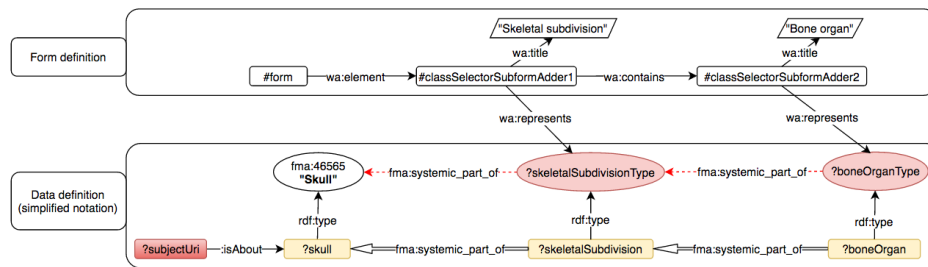 "Skeletal subdivision"
"Bone organ"
wa:title
wa:title
Form definition
#form
wa:element
#classSelectorSubformAdder1
wa:contains
#classSelectorSubformAdder2
wa:represents
wa:represents
fma:46565
"Skull"
fma:systemic_part_of
?skeletalSubdivisionType
fma:systemic_part_of
?boneOrganType
Data definition
(simplified notation)
rdf:type
rdf:type
rdf:type
?subjectUri
:isAbout
?skull
fma:systemic_part_of
?skeletalSubdivision
fma:systemic_part_of
?boneOrgan